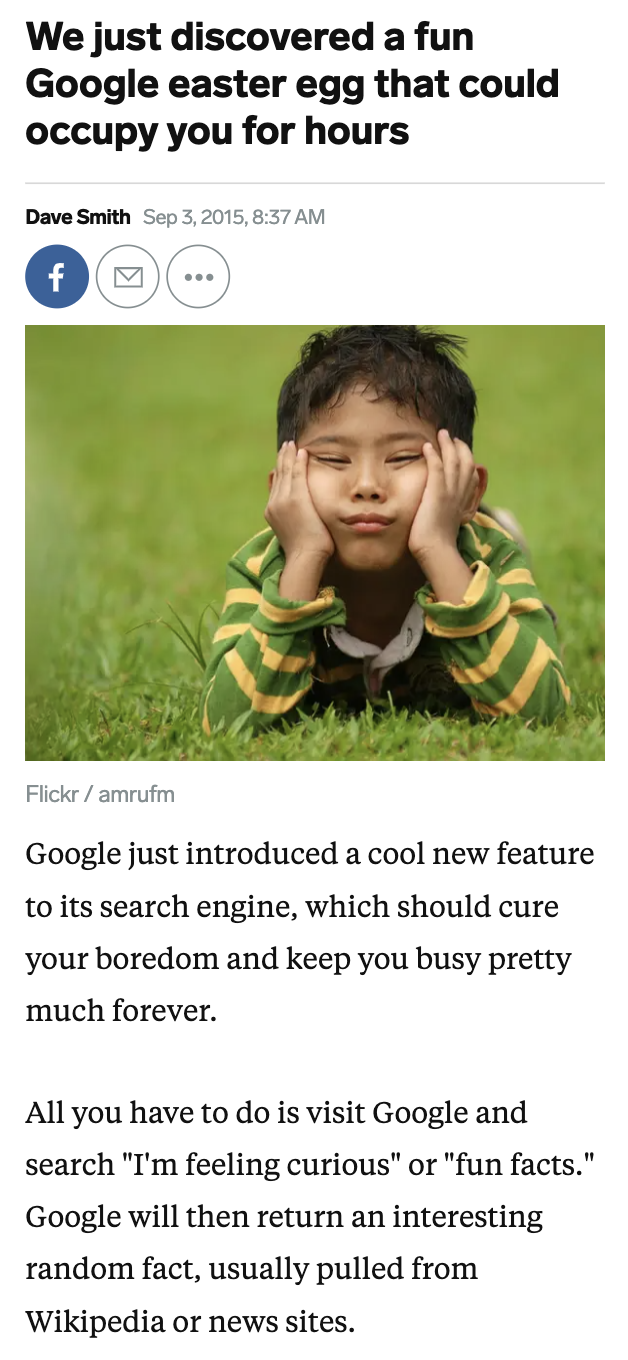 We just discovered a fun
Google easter egg that could
occupy you for hours
Dave Smith Sep 3, 2015, 8:37 AM
f
Flickr / amrufm
Google just introduced a cool new feature
to its search engine, which should cure
your boredom and keep you busy pretty
much forever.
All you have to do is visit Google and
search "I'm feeling curious" or "fun facts."
Google will then return an interesting
random fact, usually pulled from
Wikipedia or news sites.